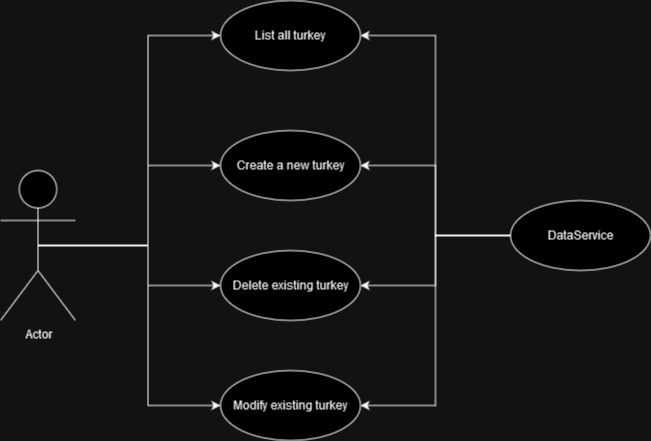 List all turkey
Create a new turkey
DataService
Delete existing turkey
Actor
Modify existing turkey